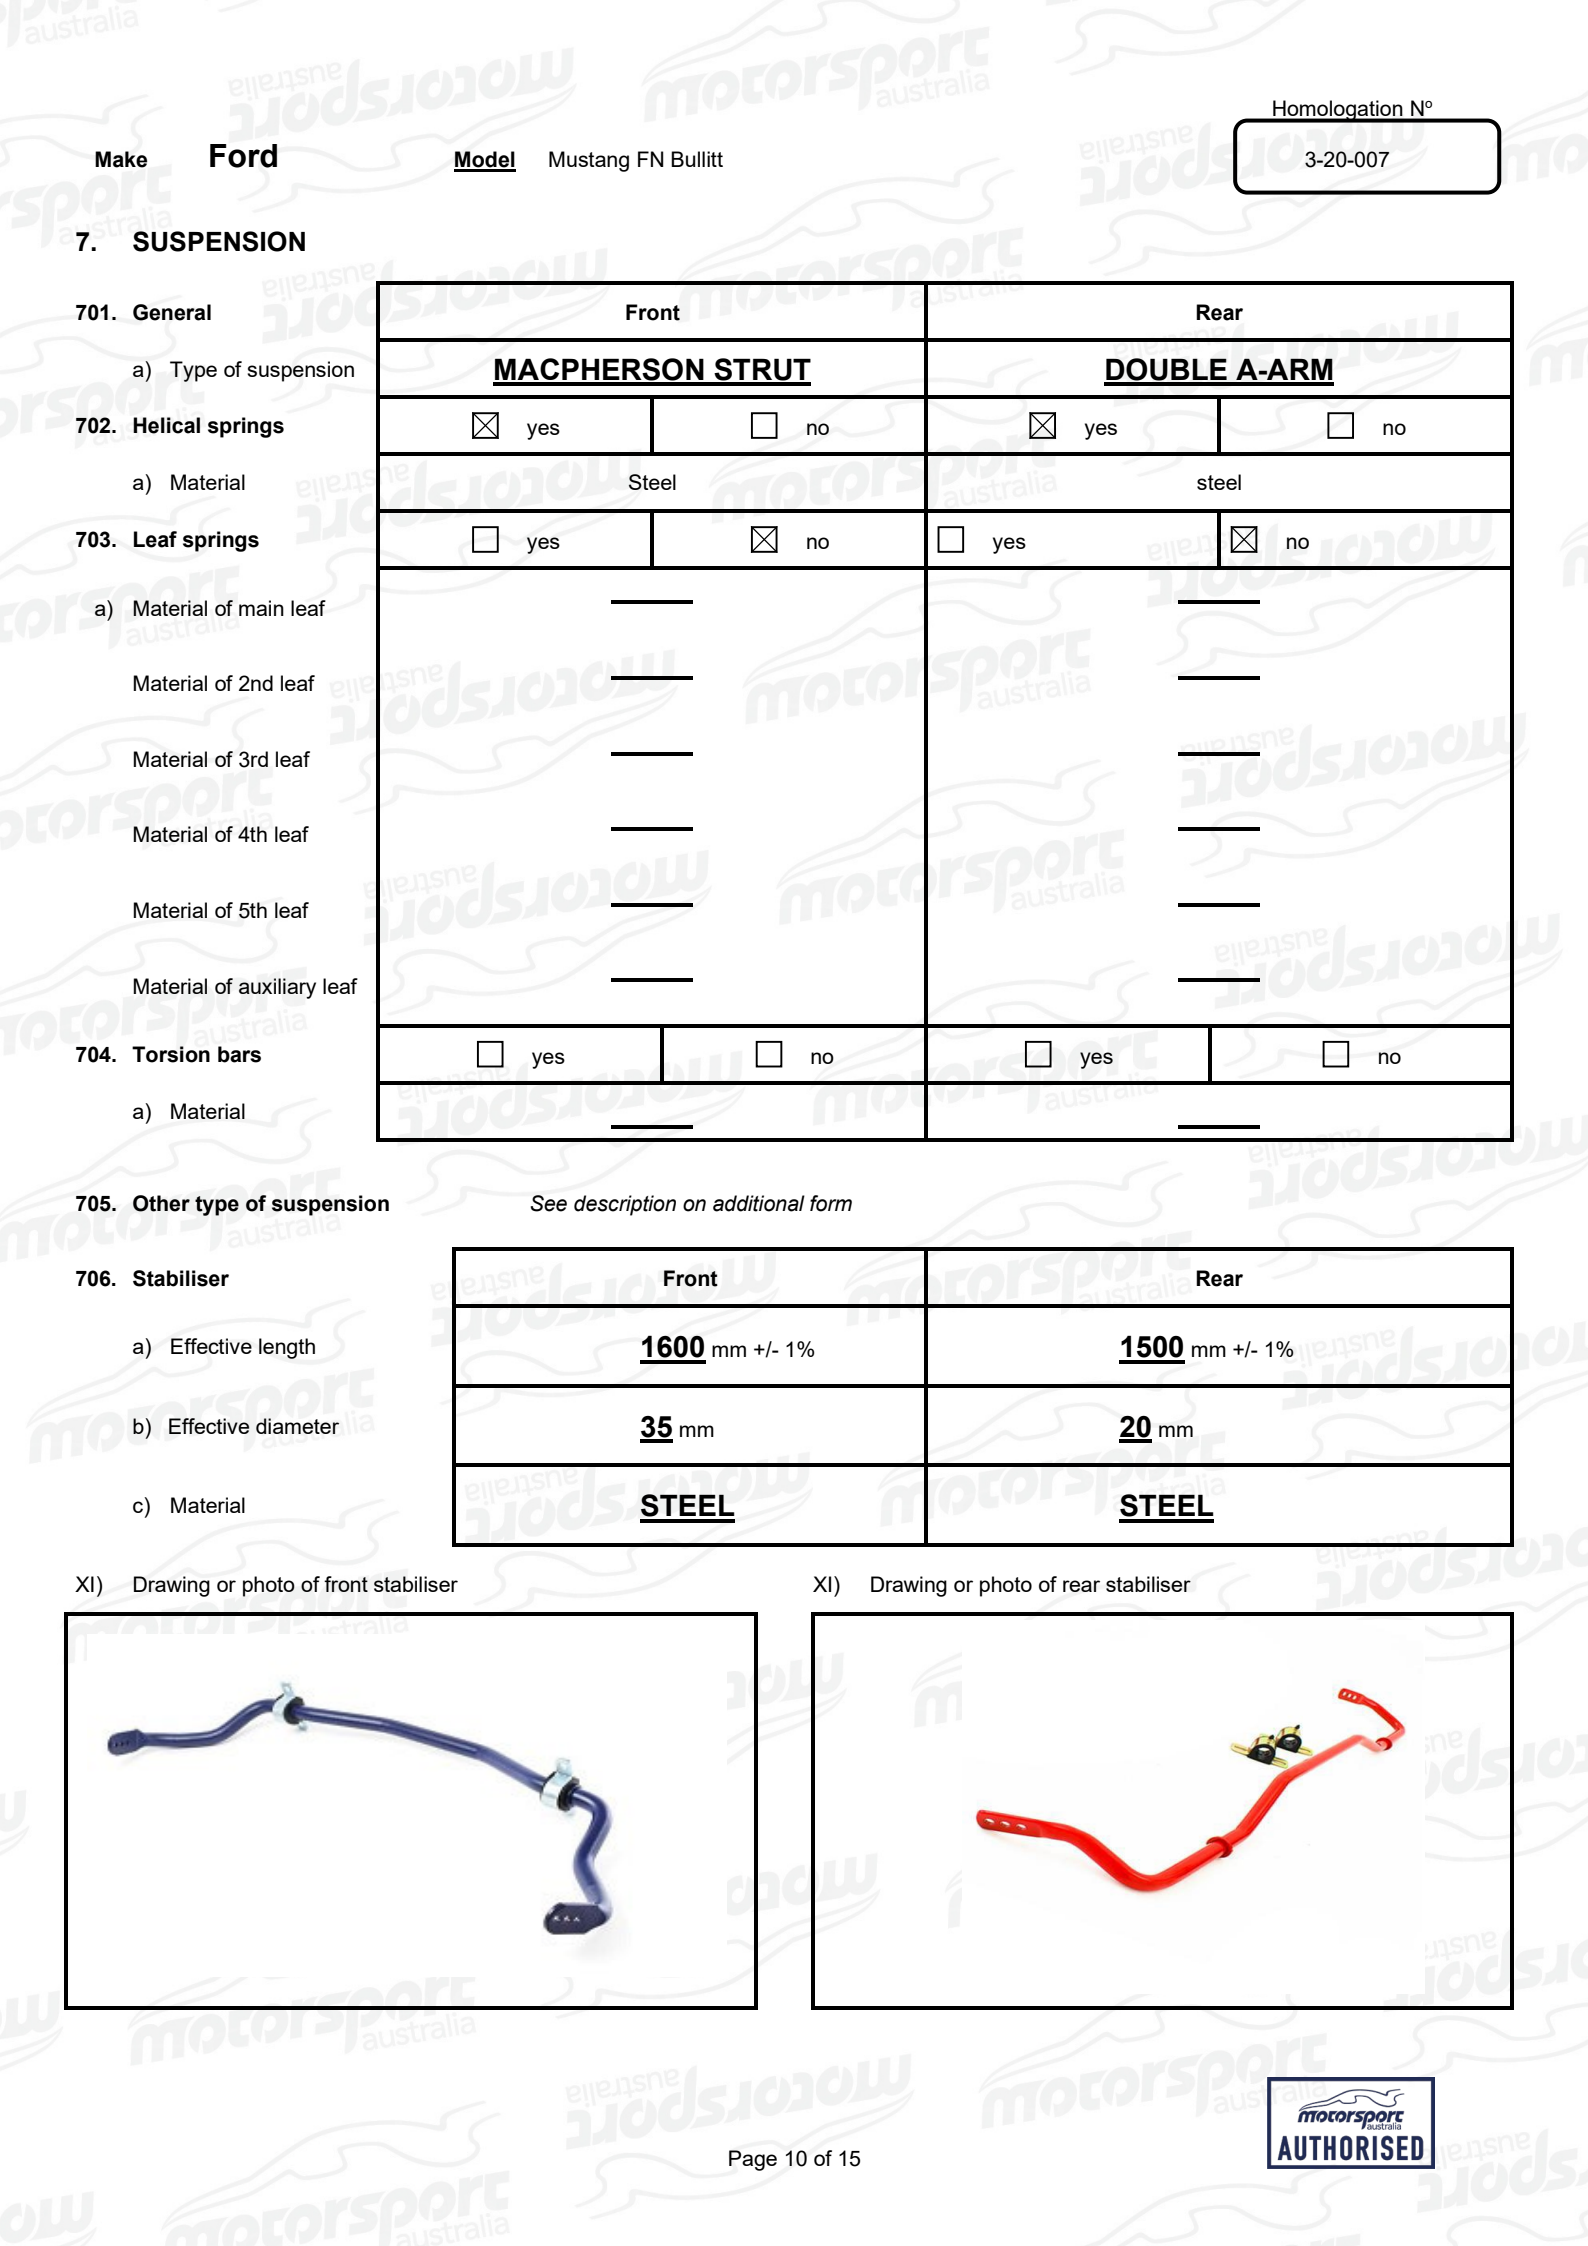 Homologation Nº
Make Ford Model Mustang FN Bullitt 3-20-007
7. SUSPENSION
701. General Front Rear
a) Type of suspension MACPHERSON STRUT DOUBLE A-ARM
702. Helical springs ☒ yes ☐ no ☒ yes ☐ no
a) Material Steel steel
703. Leaf springs ☐ yes ☒ no ☐ yes ☒ no
a) Material of main leaf
Material of 2nd leaf
Material of 3rd leaf
Material of 4th leaf
Material of 5th leaf
Material of auxiliary leaf
704. Torsion bars ☐ yes ☐ no ☐ yes ☐ no
a) Material
705. Other type of suspension See description on additional form
706. Stabiliser Front Rear
a) Effective length 1600 mm +/- 1% 1500 mm +/- 1%
b) Effective diameter 35 mm 20 mm
c) Material STEEL STEEL
XI) Drawing or photo of front stabiliser XI) Drawing or photo of rear stabiliser
motorsport
australia
AUTHORISED
Page 10 of 15